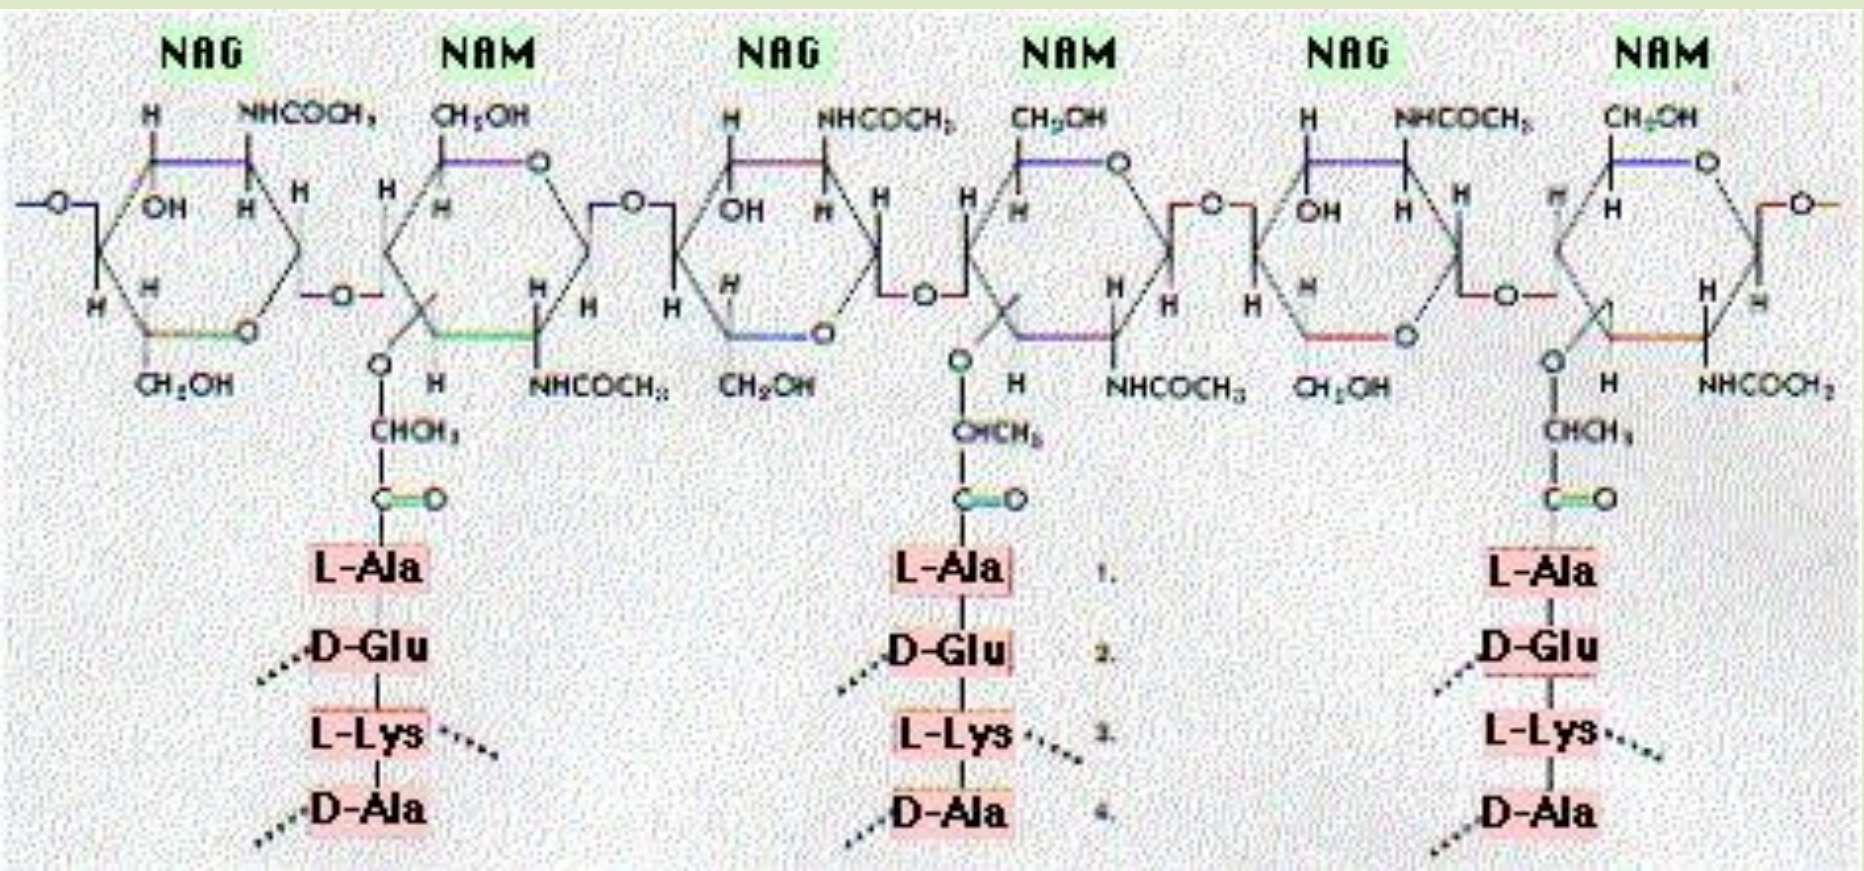 NAG NAM NAG NAM NAG NAM
H NHCOCH₃ CH₂OH H NHCOCH₃ CH₂OH H NHCOCH₃ CH₂OH
O O O
H H H H H H
O OH H H O OH H H O OH H H O
H H H H H H
H H H H H H H H H
O O O
O O O
O O O
CH₂OH H NHCOCH₃ CH₂OH H NHCOCH₃ CH₂OH H NHCOCH₂
CHCH₃ CHCH₃ CHCH₃
C=O C=O C=O
L-Ala L-Ala 1. L-Ala
D-Glu D-Glu 2. D-Glu
L-Lys L-Lys 3. L-Lys
D-Ala D-Ala 4. D-Ala